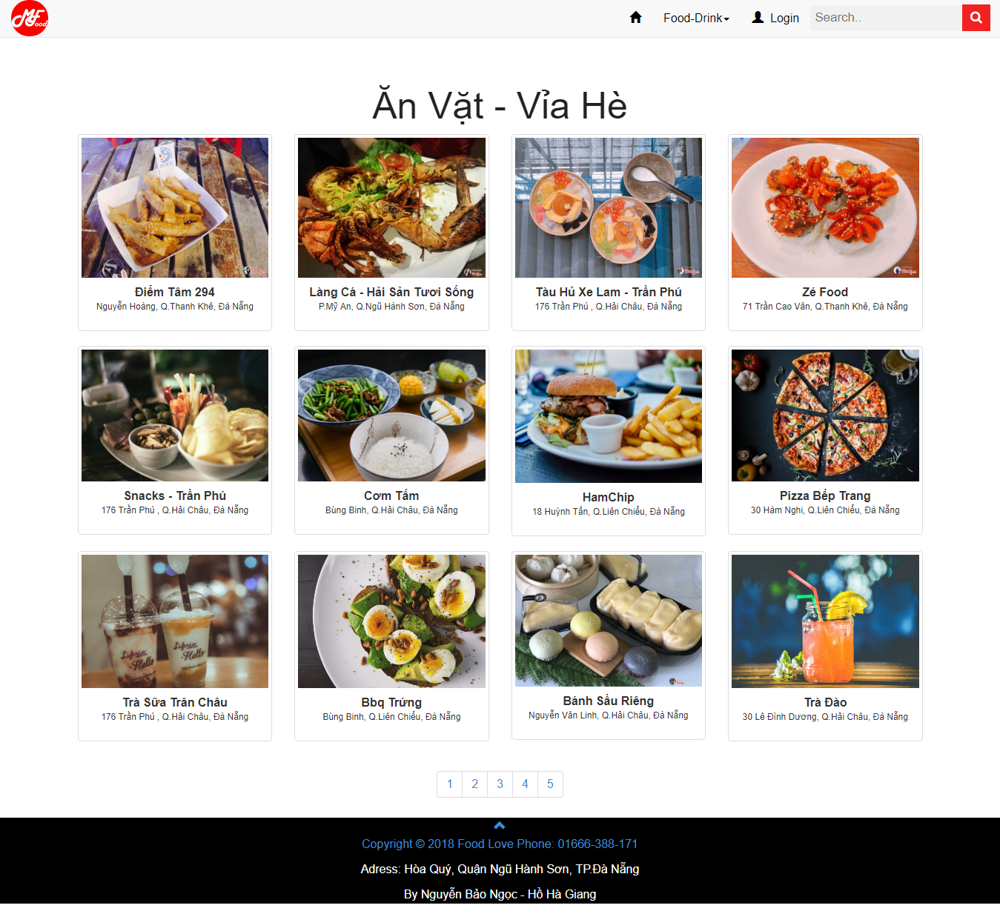 MF
ood
Food-Drink
Login
Search..
Ăn Vặt - Vỉa Hè
Điểm Tâm 294
Nguyễn Hoàng, Q.Thanh Khê, Đà Nẵng
Làng Cá - Hải Sản Tươi Sống
P.Mỹ An, Q.Ngũ Hành Sơn, Đà Nẵng
Tàu Hủ Xe Lam - Trần Phú
176 Trần Phú , Q.Hải Châu, Đà Nẵng
Zé Food
71 Trần Cao Vân, Q.Thanh Khê, Đà Nẵng
Snacks - Trần Phú
176 Trần Phú , Q.Hải Châu, Đà Nẵng
Cơm Tấm
Bùng Binh, Q.Hải Châu, Đà Nẵng
HamChip
18 Huỳnh Tấn, Q.Liên Chiểu, Đà Nẵng
Pizza Bếp Trang
30 Hàm Nghi, Q.Liên Chiểu, Đà Nẵng
Lifesio Hello
Lifesio Hello
Trà Sữa Trân Châu
176 Trần Phú , Q.Hải Châu, Đà Nẵng
Bbq Trứng
Bùng Binh, Q.Liên Chiểu, Đà Nẵng
Bánh Sầu Riêng
Nguyễn Văn Linh, Q.Hải Châu, Đà Nẵng
Trà Đào
30 Lê Đình Dương, Q.Hải Châu, Đà Nẵng
1 2 3 4 5
Copyright © 2018 Food Love Phone: 01666-388-171
Adress: Hòa Quý, Quận Ngũ Hành Sơn, TP.Đà Nẵng
By Nguyễn Bảo Ngọc - Hồ Hà Giang